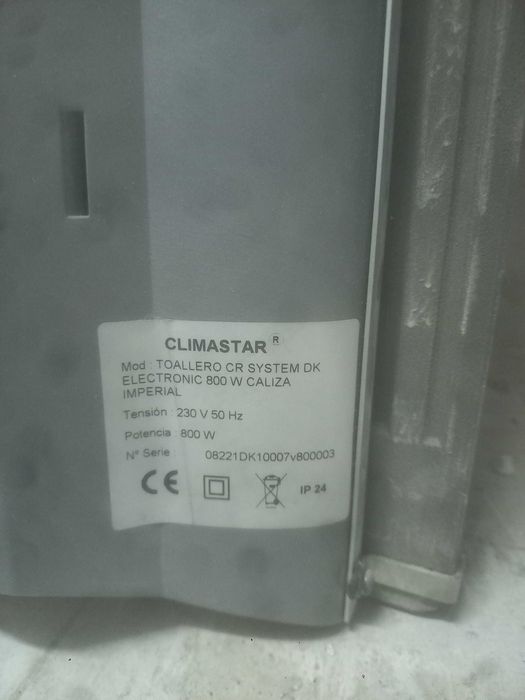 CLIMASTAR ®
Mod : TOALLERO CR SYSTEM DK
ELECTRONIC 800 W CALIZA
IMPERIAL
Tensión : 230 V 50 Hz
Potencia : 800 W
Nº Serie 08221DK10007v800003
CE IP 24